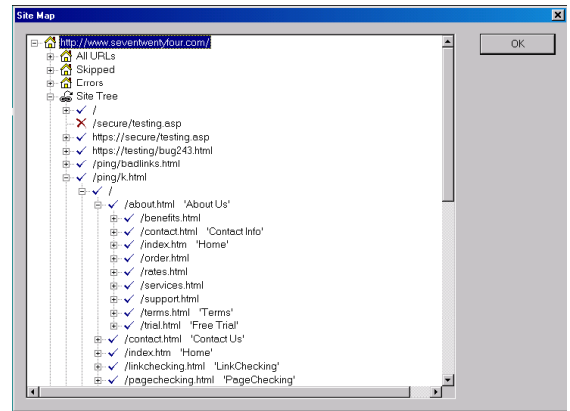 Site Map
http://www.seventwentyfour.com/
OK
All URLs
Skipped
Errors
Site Tree
/
/secure/testing.asp
https://secure/testing.asp
https://testing/bug243.html
/ping/badlinks.html
/ping/k.html
/
/about.html 'About Us'
/benefits.html
/contact.html 'Contact Info'
/index.htm 'Home'
/order.html
/rates.html
/services.html
/support.html
/terms.html 'Terms'
/trial.html 'Free Trial'
/contact.html 'Contact Us'
/index.htm 'Home'
/linkchecking.html 'LinkChecking'
/pagechecking.html 'PageChecking'